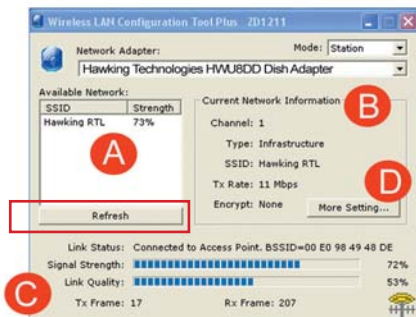 Wireless LAN Configuration Tool Plus ZD1211
Network Adapter:
Mode: Station
Hawking Technologies HWU8DD Dish Adapter
Available Network:
SSID Strength
Hawking RTL 73%
A
Refresh
Current Network Information
B
Channel: 1
Type: Infrastructure
SSID: Hawking RTL
Tx Rate: 11 Mbps
Encrypt: None
D
More Setting...
Link Status: Connected to Access Point. BSSID=00 E0 98 49 48 DE
Signal Strength: 72%
Link Quality: 53%
C
Tx Frame: 17 Rx Frame: 207